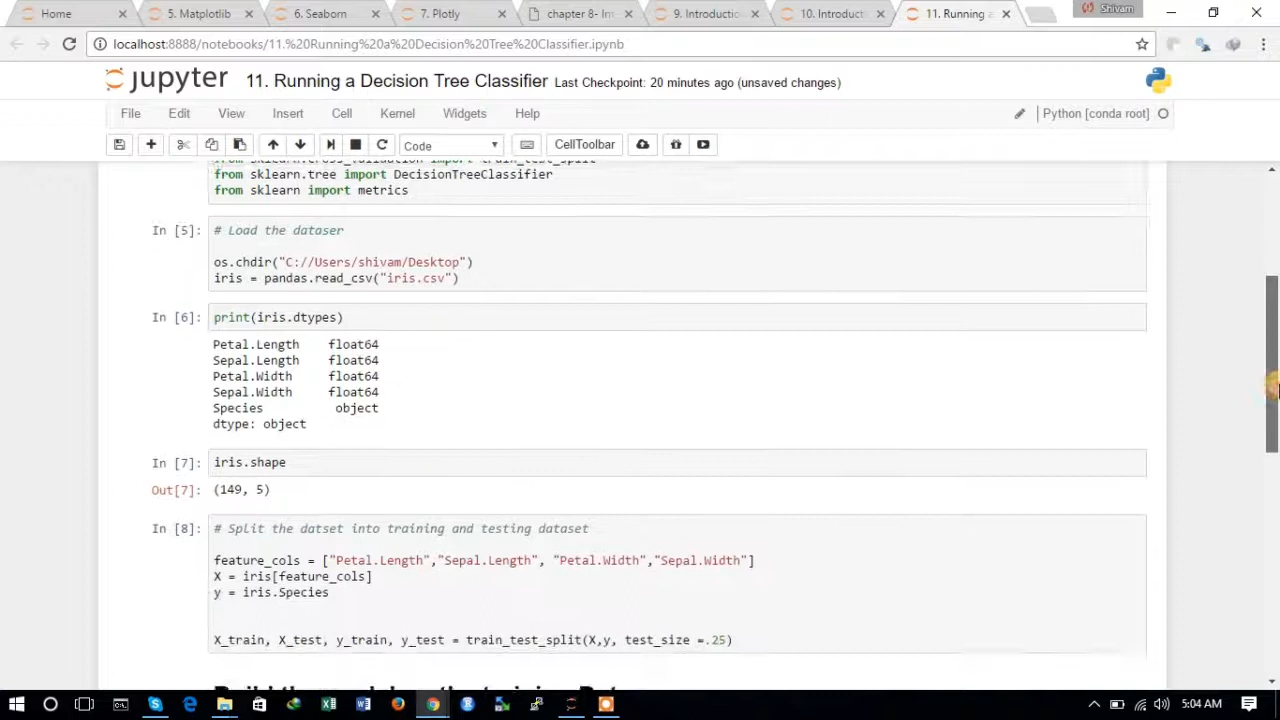 Home
5. Matplotlib
6. Seaborn
7. Plotly
chapter 8- Int
9. Introductio
10. Introduct
11. Running a
Shivam
localhost:8888/notebooks/11.%20Running%20a%20Decision%20Tree%20Classifier.ipynb
jupyter 11. Running a Decision Tree Classifier Last Checkpoint: 20 minutes ago (unsaved changes)
File Edit View Insert Cell Kernel Widgets Help
Python [conda root]
Code
CellToolbar
from sklearn.cross_validation import train_test_split
from sklearn.tree import DecisionTreeClassifier
from sklearn import metrics
In [5]: # Load the dataser
os.chdir("C://Users/shivam/Desktop")
iris = pandas.read_csv("iris.csv")
In [6]: print(iris.dtypes)
Petal.Length float64
Sepal.Length float64
Petal.Width float64
Sepal.Width float64
Species object
dtype: object
In [7]: iris.shape
Out[7]: (149, 5)
In [8]: # Split the datset into training and testing dataset
feature_cols = ["Petal.Length","Sepal.Length", "Petal.Width","Sepal.Width"]
X = iris[feature_cols]
y = iris.Species
X_train, X_test, y_train, y_test = train_test_split(X,y, test_size =.25)
5:04 AM